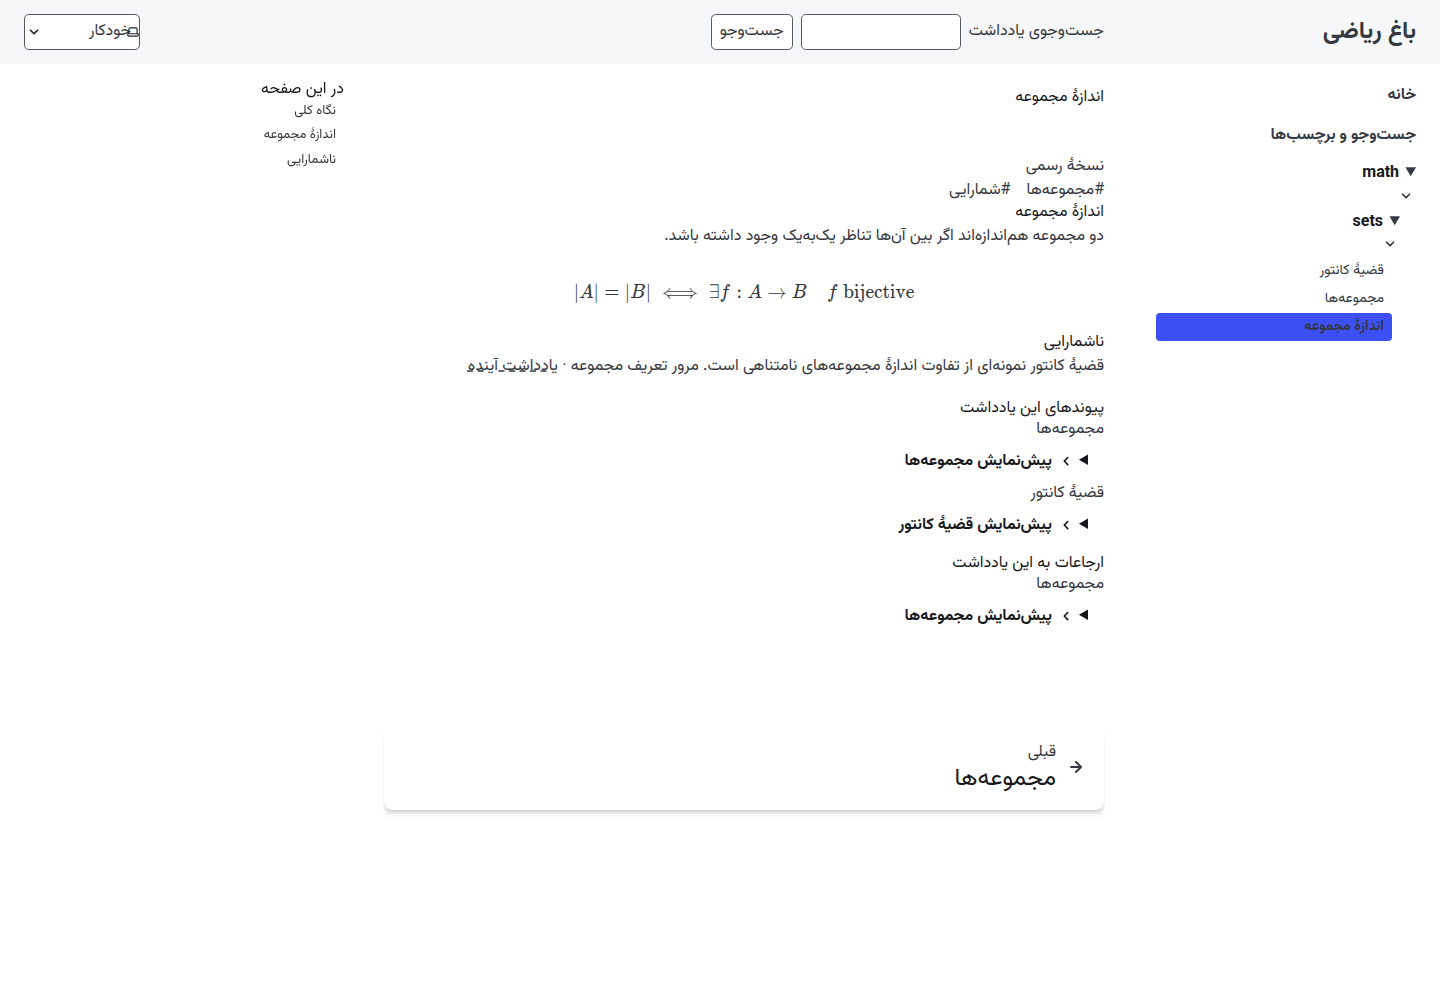 باغ ریاضی
جست‌وجوی یادداشت
جست‌وجو
خودکار
خانه
جست‌وجو و برچسب‌ها
math
sets
قضیهٔ کانتور
مجموعه‌ها
اندازهٔ مجموعه
اندازهٔ مجموعه
نسخهٔ رسمی
#مجموعه‌ها #شمارایی
اندازهٔ مجموعه
دو مجموعه هم‌اندازه‌اند اگر بین آن‌ها تناظر یک‌به‌یک وجود داشته باشد.
|A| = |B| ⟺ ∃f : A → B f bijective
ناشمارایی
قضیهٔ کانتور نمونه‌ای از تفاوت اندازهٔ مجموعه‌های نامتناهی است. مرور تعریف مجموعه · یادداشت آینده
پیوندهای این یادداشت
مجموعه‌ها
پیش‌نمایش مجموعه‌ها
قضیهٔ کانتور
پیش‌نمایش قضیهٔ کانتور
ارجاعات به این یادداشت
مجموعه‌ها
پیش‌نمایش مجموعه‌ها
قبلی
مجموعه‌ها
در این صفحه
نگاه کلی
اندازهٔ مجموعه
ناشمارایی